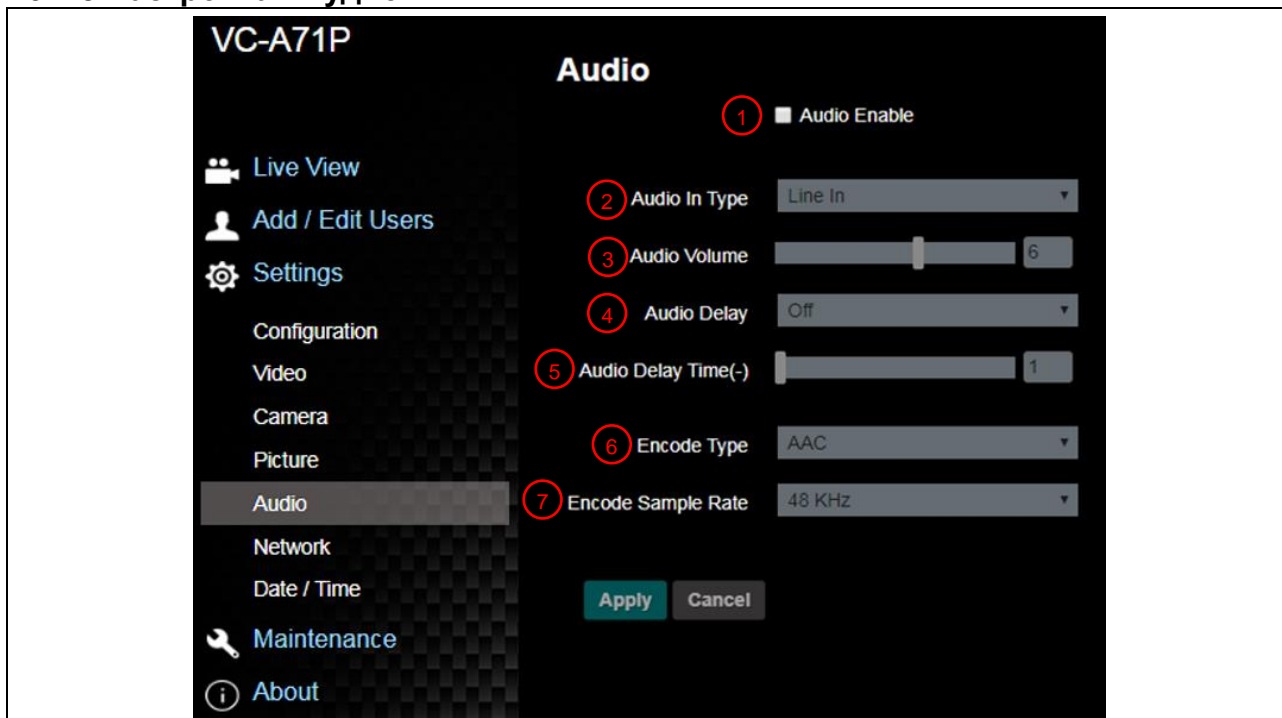 VC-A71P
Audio
1 Audio Enable
Live View
Add / Edit Users
Settings
Configuration
Video
Camera
Picture
Audio
Network
Date / Time
Maintenance
About
2 Audio In Type Line In
3 Audio Volume 6
4 Audio Delay Off
5 Audio Delay Time(-) 1
6 Encode Type AAC
7 Encode Sample Rate 48 KHz
Apply Cancel